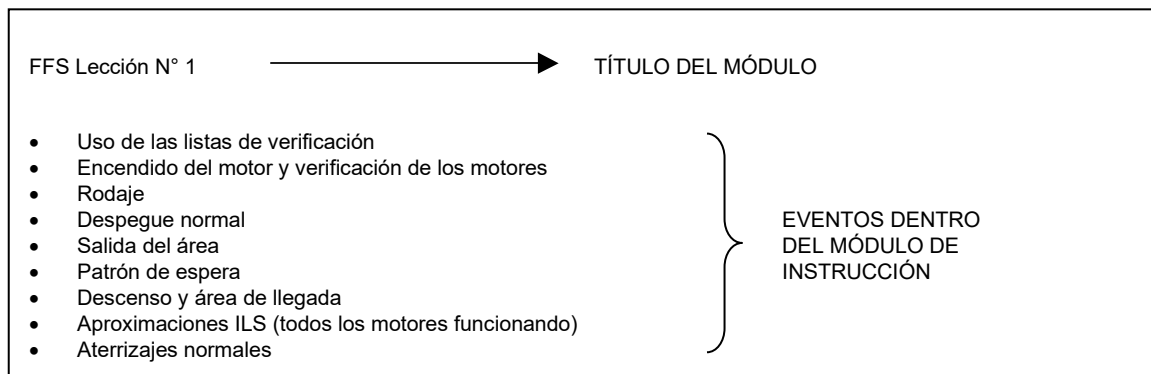 FFS Lección N° 1 TÍTULO DEL MÓDULO
• Uso de las listas de verificación
• Encendido del motor y verificación de los motores
• Rodaje
• Despegue normal
• Salida del área
• Patrón de espera
• Descenso y área de llegada
• Aproximaciones ILS (todos los motores funcionando)
• Aterrizajes normales
EVENTOS DENTRO
DEL MÓDULO DE
INSTRUCCIÓN